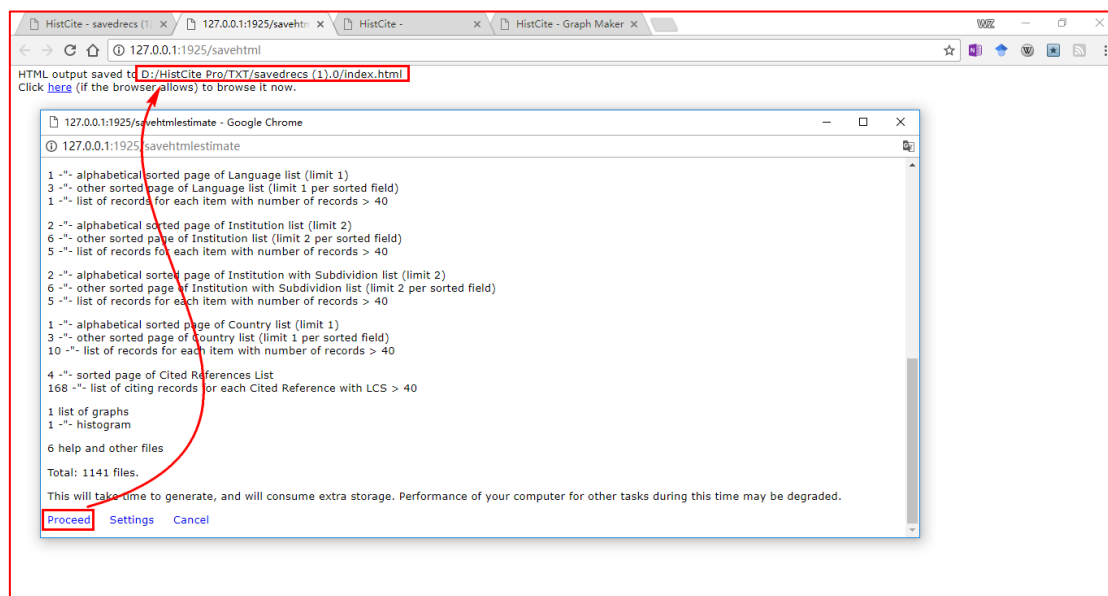 HistCite - savedrecs (1)
127.0.0.1:1925/savehtm
HistCite -
HistCite - Graph Maker
WZ
127.0.0.1:1925/savehtml
HTML output saved to D:/HistCite Pro/TXT/savedrecs (1).0/index.html
Click here (if the browser allows) to browse it now.
127.0.0.1:1925/savehtmlestimate - Google Chrome
127.0.0.1:1925/savehtmlestimate
1 -"- alphabetical sorted page of Language list (limit 1)
3 -"- other sorted page of Language list (limit 1 per sorted field)
1 -"- list of records for each item with number of records > 40
2 -"- alphabetical sorted page of Institution list (limit 2)
6 -"- other sorted page of Institution list (limit 2 per sorted field)
5 -"- list of records for each item with number of records > 40
2 -"- alphabetical sorted page of Institution with Subdividion list (limit 2)
6 -"- other sorted page of Institution with Subdividion list (limit 2 per sorted field)
5 -"- list of records for each item with number of records > 40
1 -"- alphabetical sorted page of Country list (limit 1)
3 -"- other sorted page of Country list (limit 1 per sorted field)
10 -"- list of records for each item with number of records > 40
4 -"- sorted page of Cited References List
168 -"- list of citing records for each Cited Reference with LCS > 40
1 list of graphs
1 -"- histogram
6 help and other files
Total: 1141 files.
This will take time to generate, and will consume extra storage. Performance of your computer for other tasks during this time may be degraded.
Proceed Settings Cancel